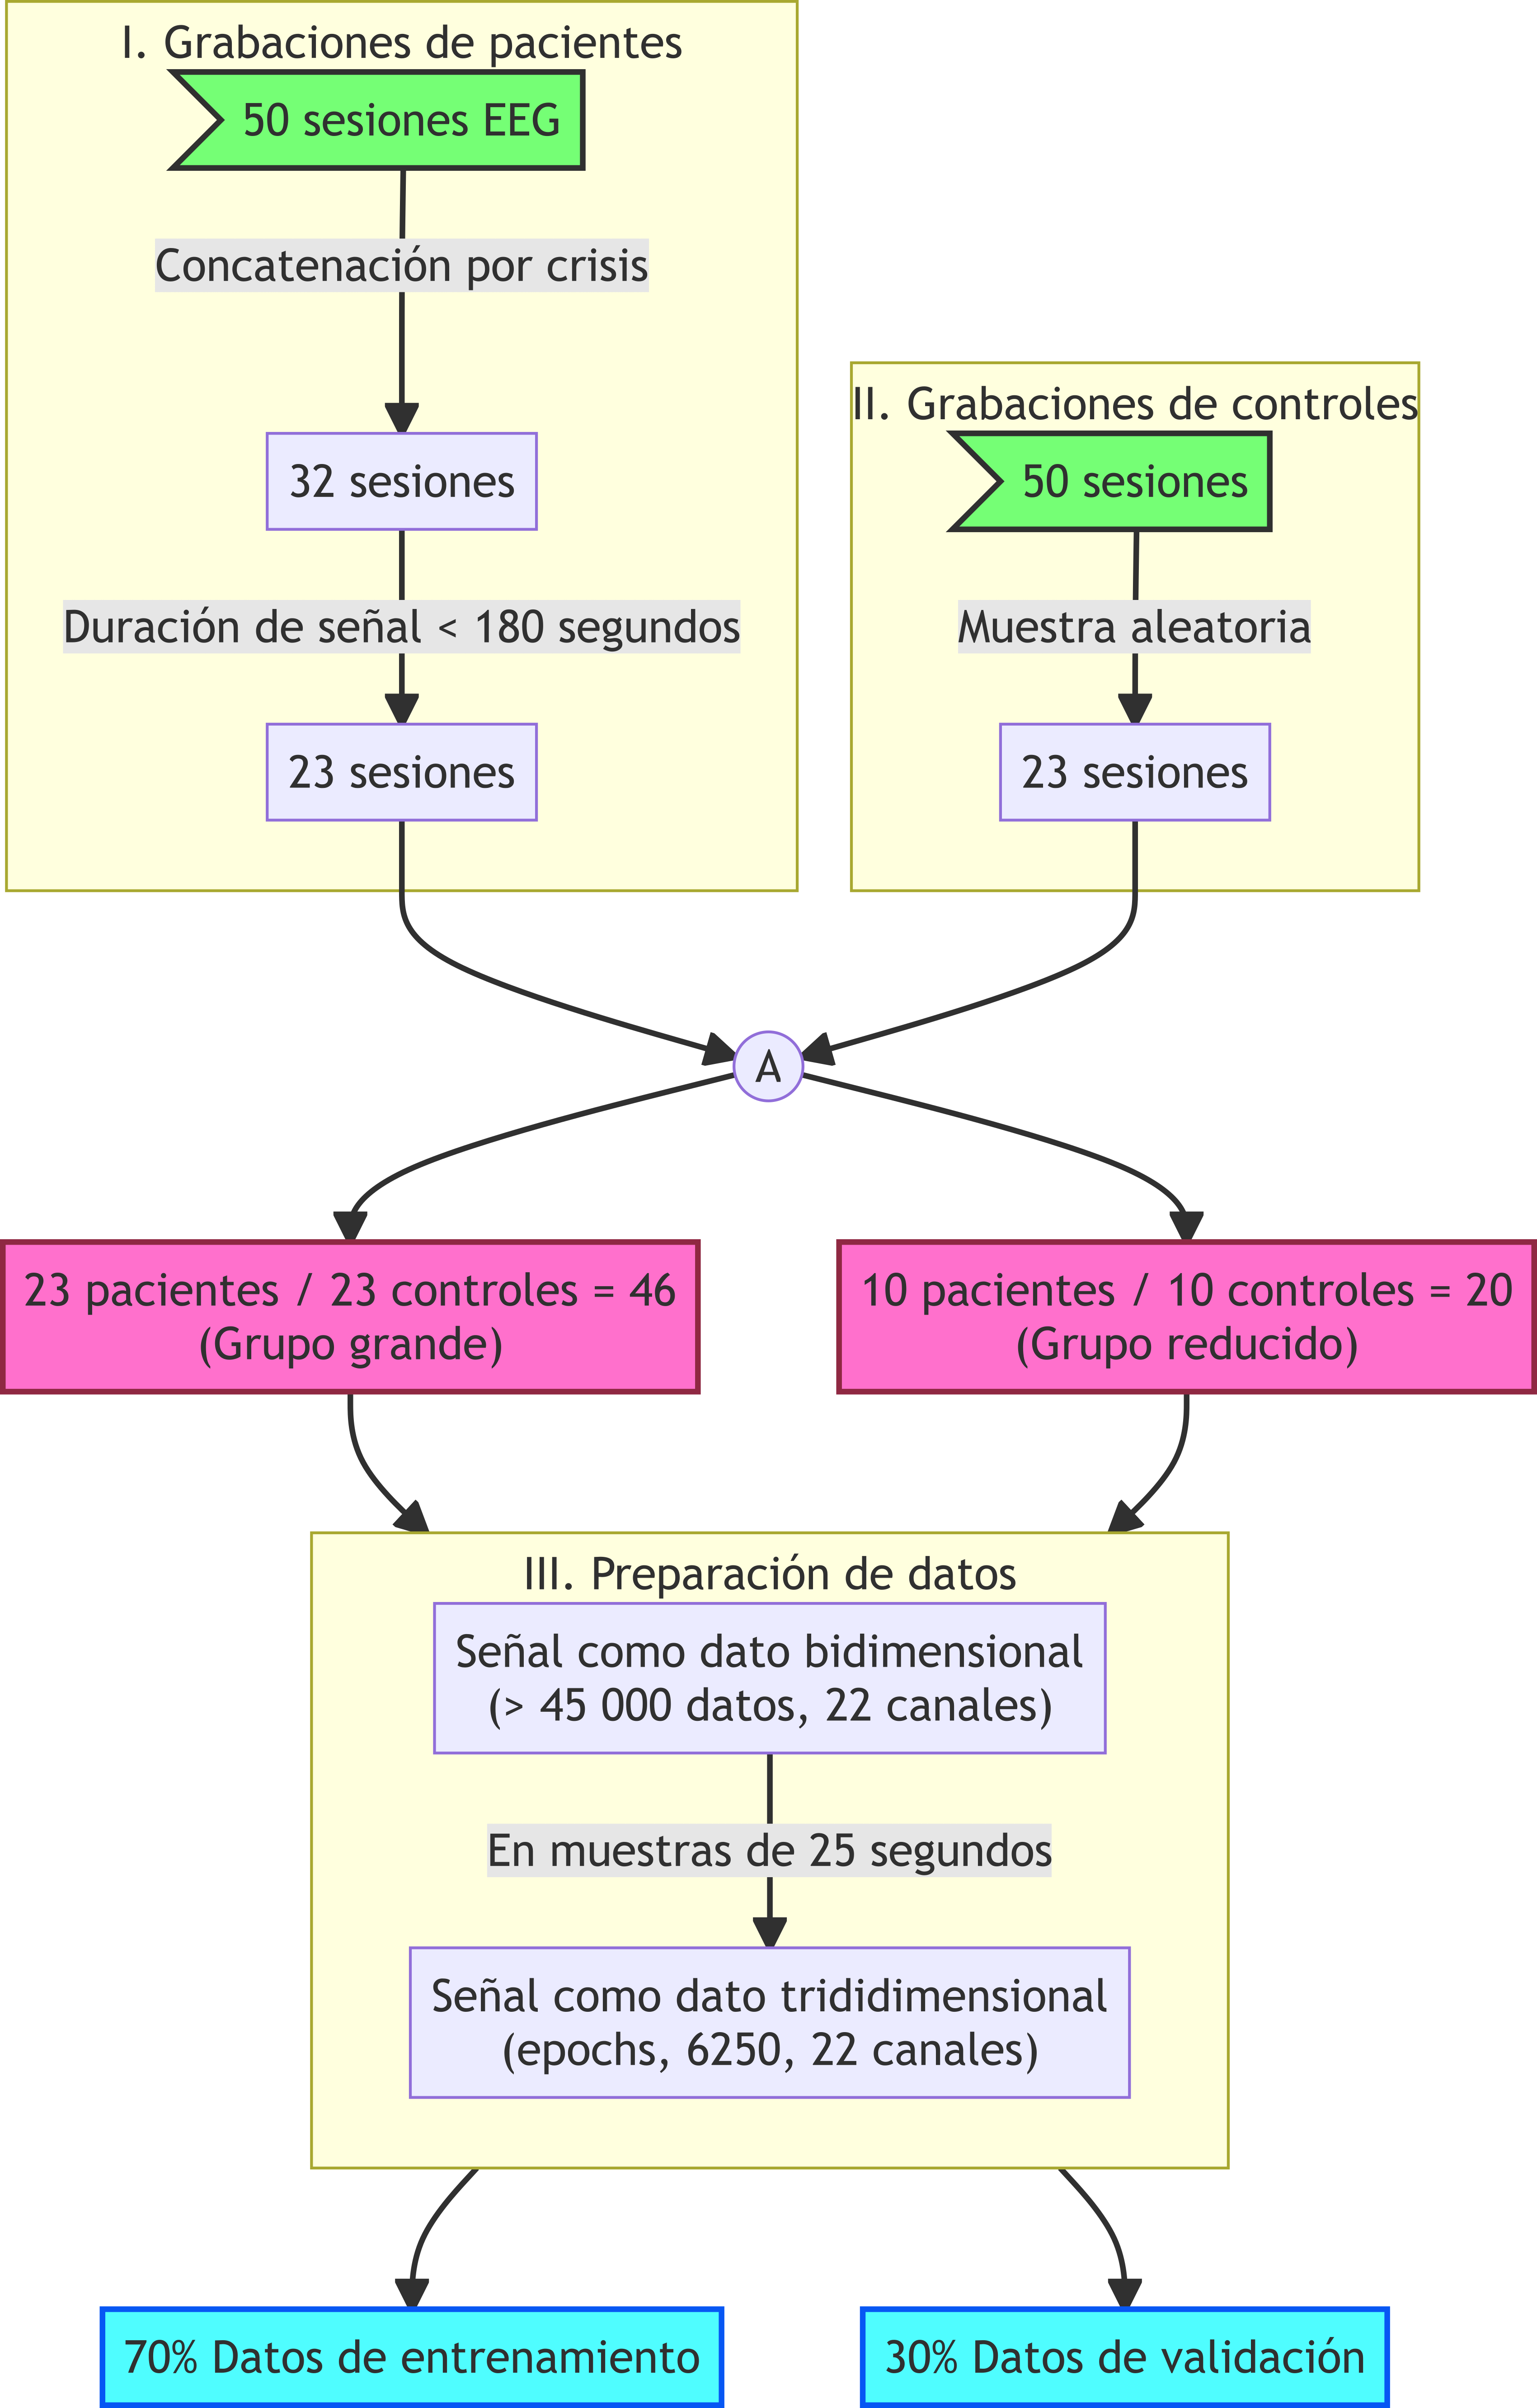 I. Grabaciones de pacientes
50 sesiones EEG
Concatenación por crisis
32 sesiones
Duración de señal < 180 segundos
23 sesiones
II. Grabaciones de controles
50 sesiones
Muestra aleatoria
23 sesiones
A
23 pacientes / 23 controles = 46
(Grupo grande)
10 pacientes / 10 controles = 20
(Grupo reducido)
III. Preparación de datos
Señal como dato bidimensional
(> 45 000 datos, 22 canales)
En muestras de 25 segundos
Señal como dato trididimensional
(epochs, 6250, 22 canales)
70% Datos de entrenamiento
30% Datos de validación